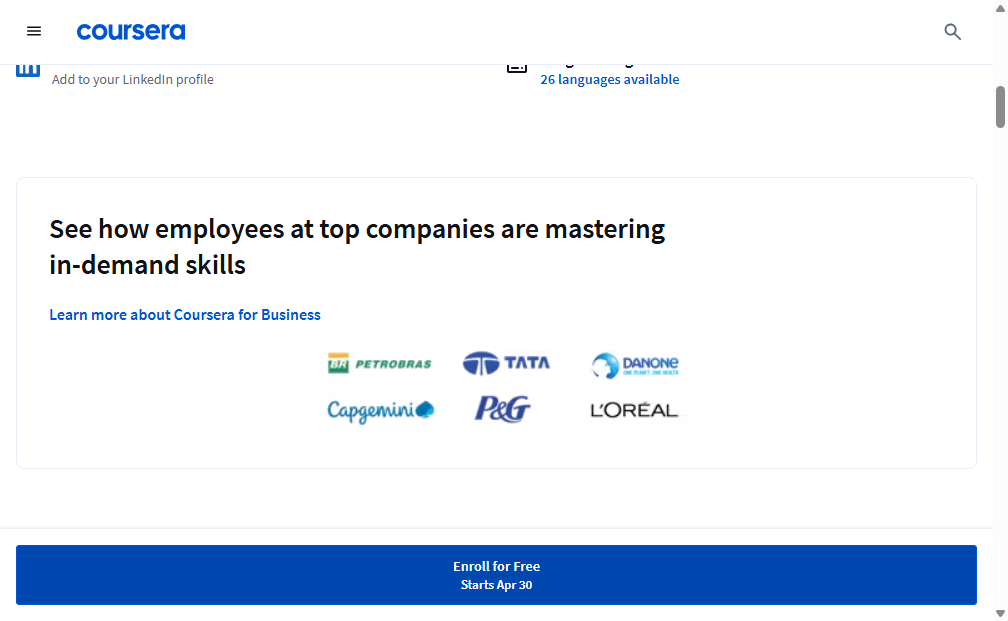 coursera
Add to your LinkedIn profile
26 languages available
See how employees at top companies are mastering
in-demand skills
Learn more about Coursera for Business
BR PETROBRAS
TATA
DANONE
ONE PLANET. ONE HEALTH
Capgemini
P&G
L'ORÉAL
Enroll for Free
Starts Apr 30